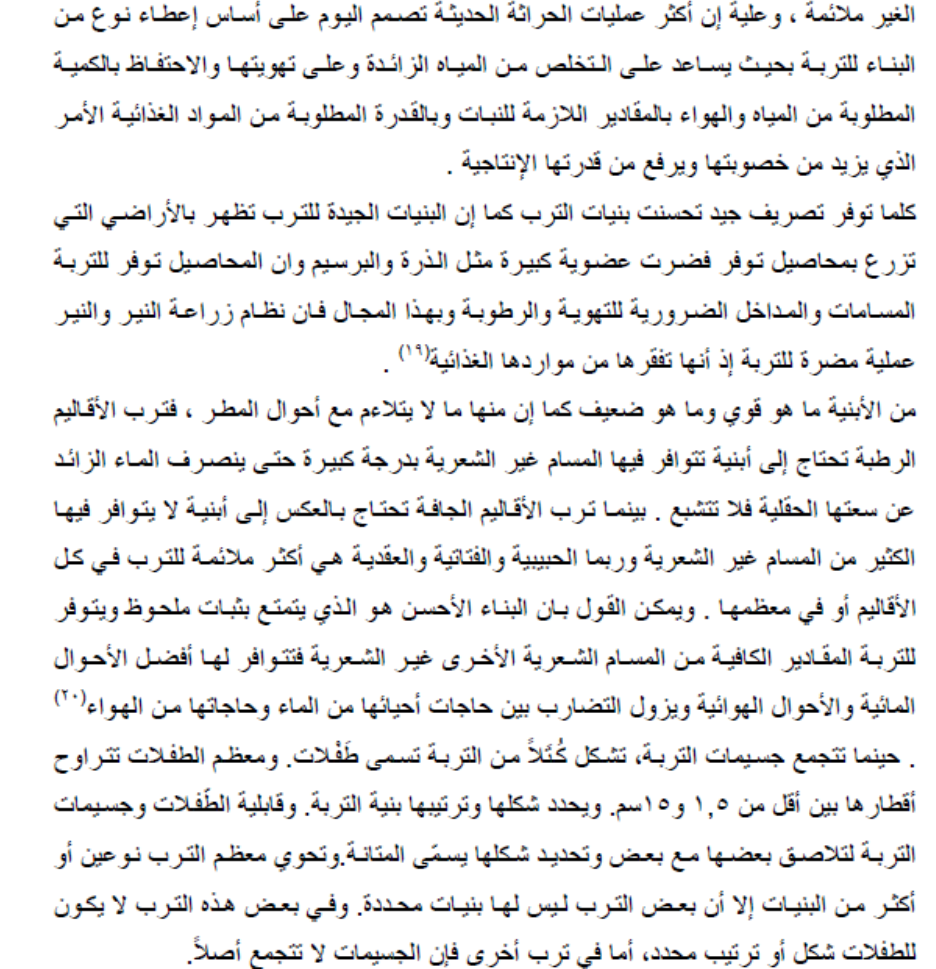 الغير ملائمة ، وعلية إن أكثر عمليات الحراثة الحديثة تصمم اليوم على أساس إعطاء نوع من
البناء للتربة بحيث يساعد على التخلص من المياه الزائدة وعلى تهويتها والاحتفاظ بالكمية
المطلوبة من المياه والهواء بالمقادير اللازمة للنبات وبالقدرة المطلوبة من المواد الغذائية الأمر
الذي يزيد من خصوبتها ويرفع من قدرتها الإنتاجية .
كلما توفر تصريف جيد تحسنت بنيات الترب كما إن البنيات الجيدة للترب تظهر بالأراضي التي
تزرع بمحاصيل توفر فضرت عضوية كبيرة مثل الذرة والبرسيم وان المحاصيل توفر للتربة
المسامات والمداخل الضرورية للتهوية والرطوبة وبهذا المجال فان نظام زراعة النير والنير
عملية مضرة للتربة إذ أنها تفقرها من مواردها الغذائية(١٩) .
من الأبنية ما هو قوي وما هو ضعيف كما إن منها ما لا يتلاءم مع أحوال المطر ، فترب الأقاليم
الرطبة تحتاج إلى أبنية تتوافر فيها المسام غير الشعرية بدرجة كبيرة حتى ينصرف الماء الزائد
عن سعتها الحقلية فلا تتشبع . بينما ترب الأقاليم الجافة تحتاج بالعكس إلى أبنية لا يتوافر فيها
الكثير من المسام غير الشعرية وربما الحبيبية والفتاتية والعقدية هي أكثر ملائمة للترب في كل
الأقاليم أو في معظمها . ويمكن القول بان البناء الأحسن هو الذي يتمتع بثبات ملحوظ ويتوفر
للتربة المقادير الكافية من المسام الشعرية الأخرى غير الشعرية فتتوافر لها أفضل الأحوال
المائية والأحوال الهوائية ويزول التضارب بين حاجات أحيائها من الماء وحاجاتها من الهواء(٢٠)
. حينما تتجمع جسيمات التربة، تشكل كُتَلاً من التربة تسمى طَفْلات. ومعظم الطفلات تتراوح
أقطارها بين أقل من ١,٥ و١٥سم. ويحدد شكلها وترتيبها بنية التربة. وقابلية الطّفلات وجسيمات
التربة لتلاصق بعضها مع بعض وتحديد شكلها يسمّى المتانة.وتحوي معظم الترب نوعين أو
أكثر من البنيات إلا أن بعض الترب ليس لها بنيات محددة. وفي بعض هذه الترب لا يكون
للطفلات شكل أو ترتيب محدد، أما في ترب أخرى فإن الجسيمات لا تتجمع أصلاً.